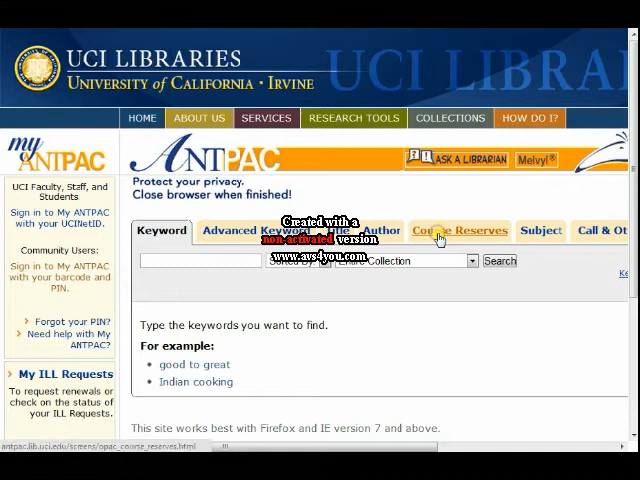 UCI LIBRARIES
UNIVERSITY of CALIFORNIA · IRVINE
UCI LIBRA
HOME ABOUT US SERVICES RESEARCH TOOLS COLLECTIONS HOW DO I?
my ANTPAC
ANTPAC
ASK A LIBRARIAN Melvyl
UCI Faculty, Staff, and Students
Sign in to My ANTPAC with your UCINetID.
Community Users:
Sign in to My ANTPAC with your barcode and PIN.
Forgot your PIN?
Need help with My ANTPAC?
My ILL Requests
To request renewals or check on the status of your ILL Requests.
Protect your privacy.
Close browser when finished!
Keyword Advanced Keyword Title Author Course Reserves Subject Call & Ot
Created with a
non-activated version
www.avs4you.com
Sorted By: Entire Collection Search
Ke
Type the keywords you want to find.
For example:
• good to great
• Indian cooking
This site works best with Firefox and IE version 7 and above.
antpac.lib.uci.edu/screens/opac_course_reserves.html